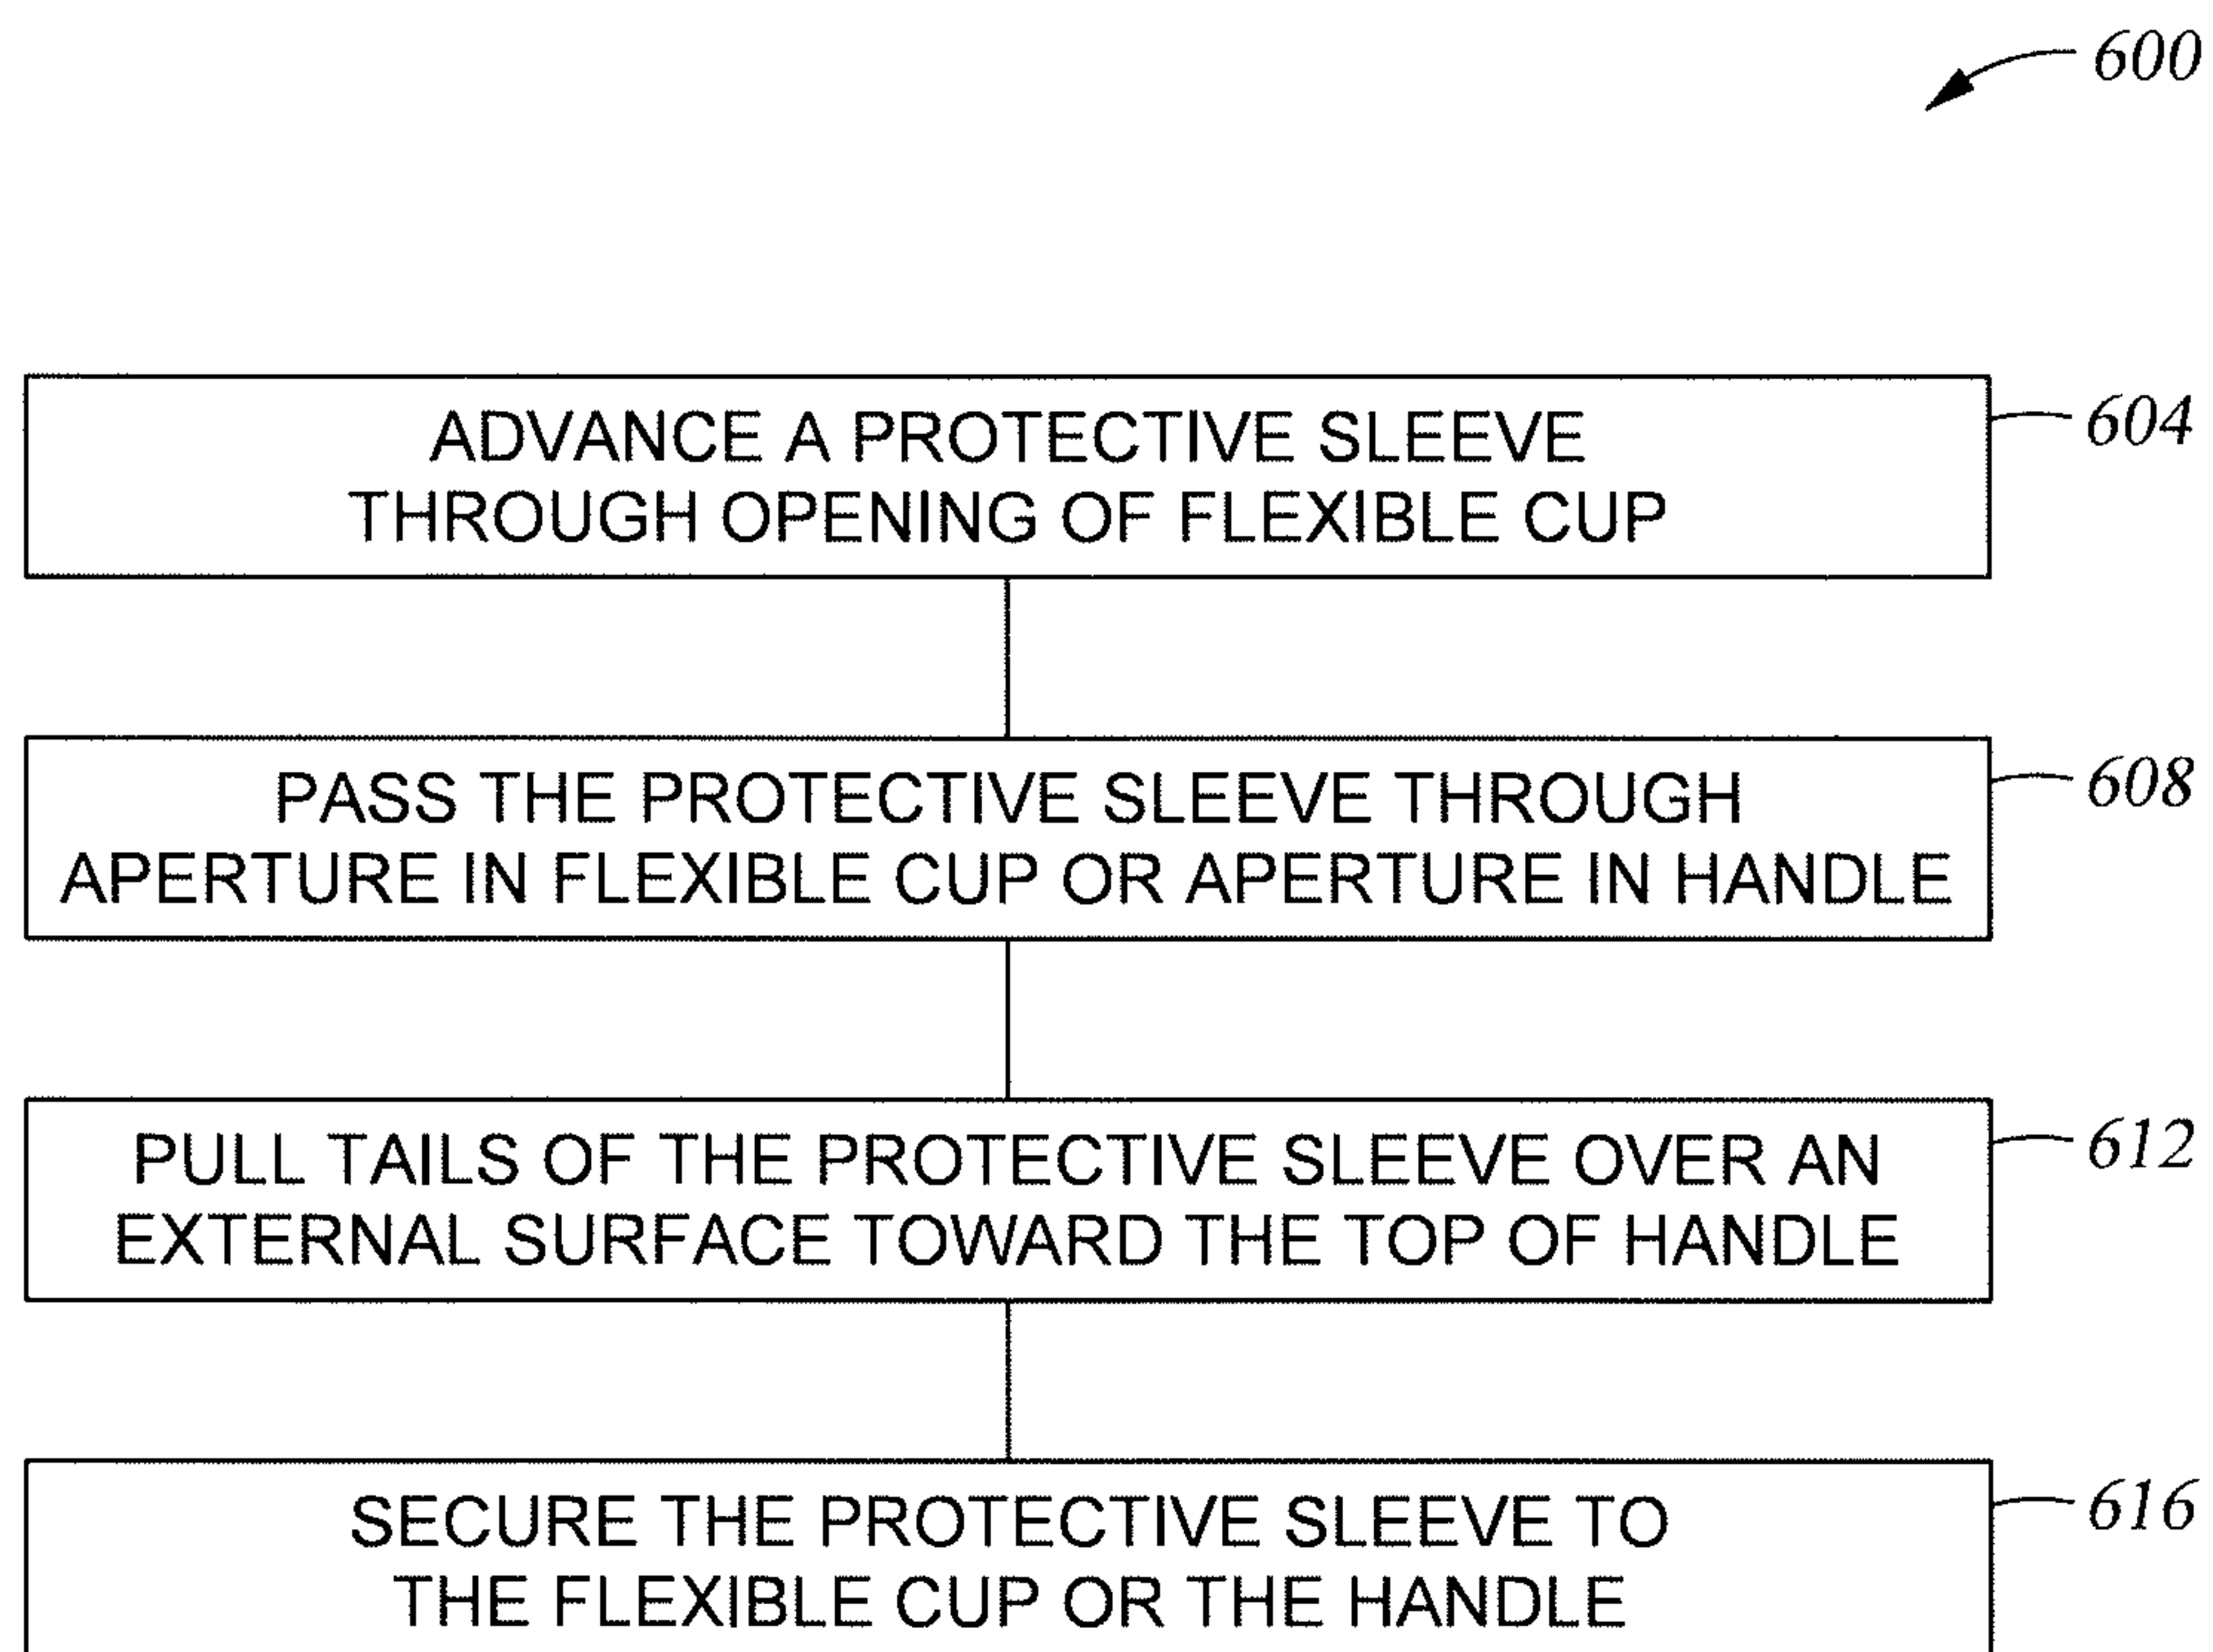 600
ADVANCE A PROTECTIVE SLEEVE
THROUGH OPENING OF FLEXIBLE CUP
604
PASS THE PROTECTIVE SLEEVE THROUGH
APERTURE IN FLEXIBLE CUP OR APERTURE IN HANDLE
608
PULL TAILS OF THE PROTECTIVE SLEEVE OVER AN
EXTERNAL SURFACE TOWARD THE TOP OF HANDLE
612
SECURE THE PROTECTIVE SLEEVE TO
THE FLEXIBLE CUP OR THE HANDLE
616